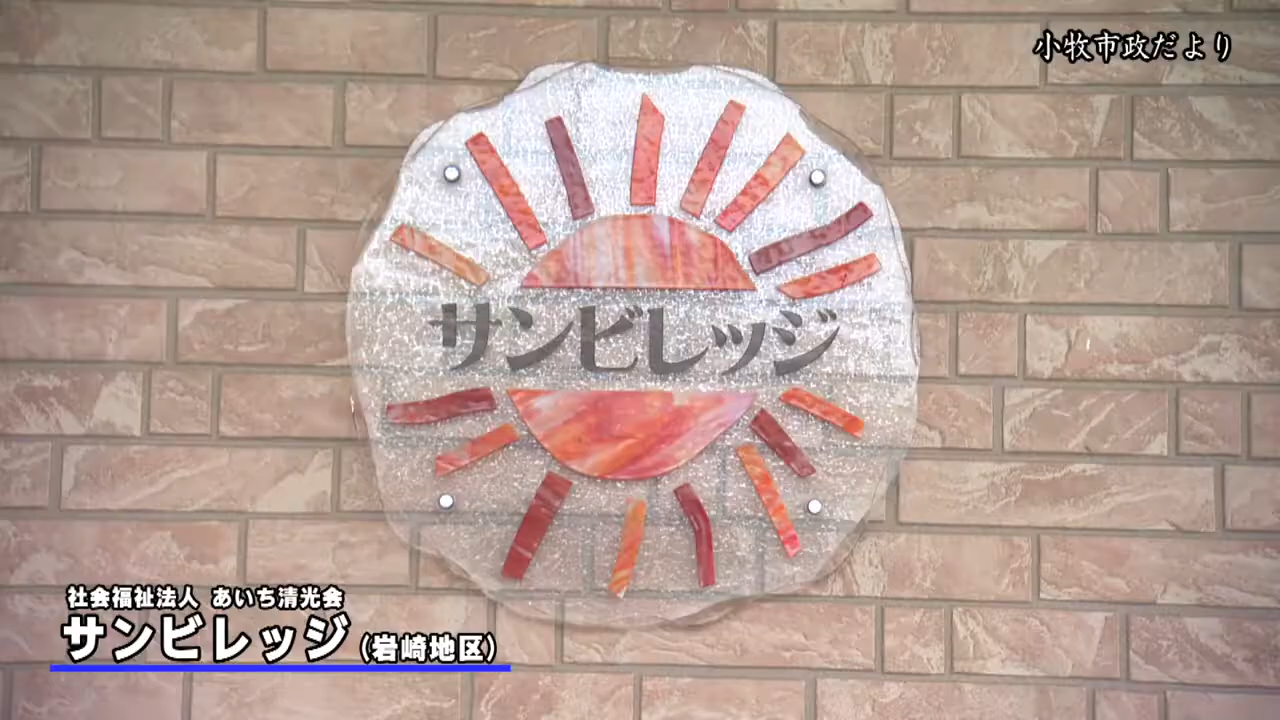 小牧市政だより
サンビレッジ
社会福祉法人 あいち清光会
サンビレッジ (岩崎地区)